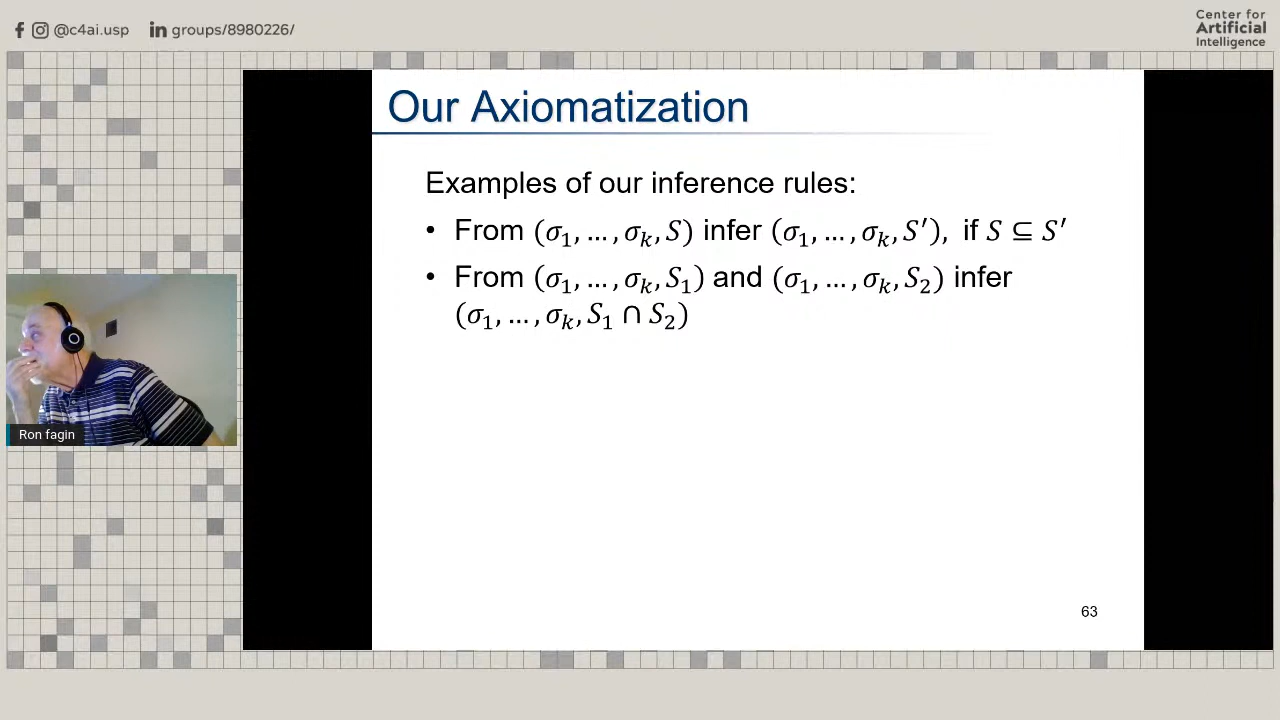 @c4ai.usp
in groups/8980226/
Center for
Artificial
Intelligence
Our Axiomatization
Examples of our inference rules:
• From (σ₁, …, σₖ, S) infer (σ₁, …, σₖ, S′), if S ⊆ S′
• From (σ₁, …, σₖ, S₁) and (σ₁, …, σₖ, S₂) infer
(σ₁, …, σₖ, S₁ ∩ S₂)
Ron fagin
63